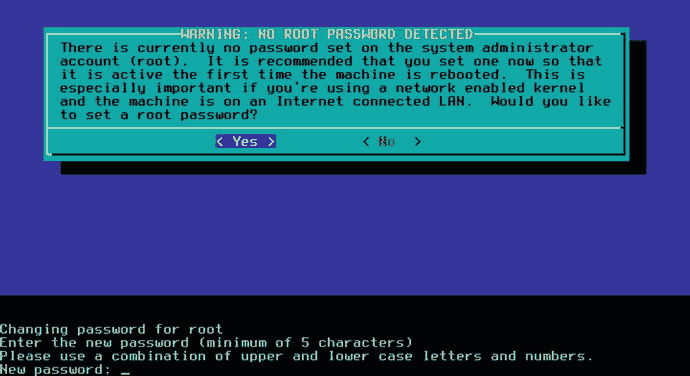 WARNING: NO ROOT PASSWORD DETECTED
There is currently no password set on the system administrator
account (root).  It is recommended that you set one now so that
it is active the first time the machine is rebooted.  This is
especially important if you're using a network enabled kernel
and the machine is on an Internet connected LAN.  Would you like
to set a root password?
< Yes > < No >
Changing password for root
Enter the new password (minimum of 5 characters)
Please use a combination of upper and lower case letters and numbers.
New password: _